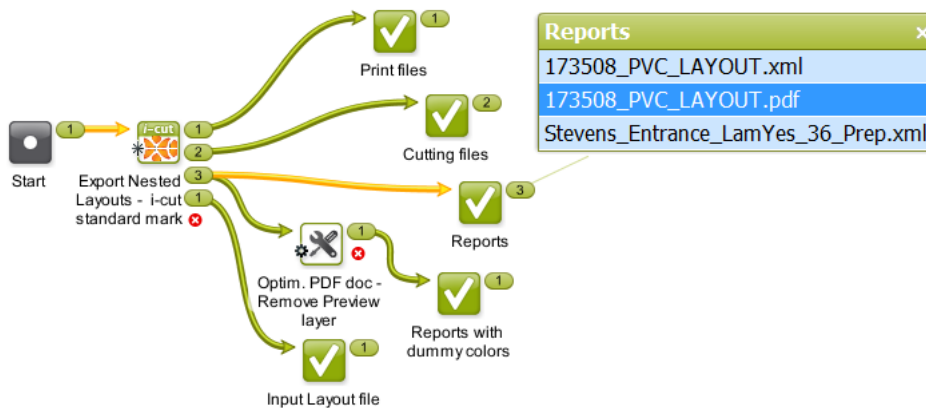 1
Print files
Reports ×
173508_PVC_LAYOUT.xml
173508_PVC_LAYOUT.pdf
Stevens_Entrance_LamYes_36_Prep.xml
2
Cutting files
1
Start
i-cut
1
2
3
1
Export Nested
Layouts - i-cut
standard mark
3
Reports
1
Optim. PDF doc -
Remove Preview
layer
1
Reports with
dummy colors
1
Input Layout file